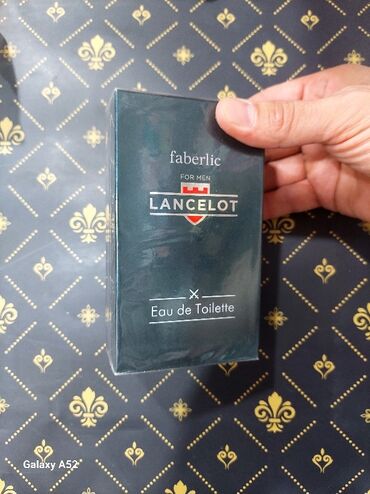 faberlic
FOR MEN
LANCELOT
Eau de Toilette
Galaxy A52